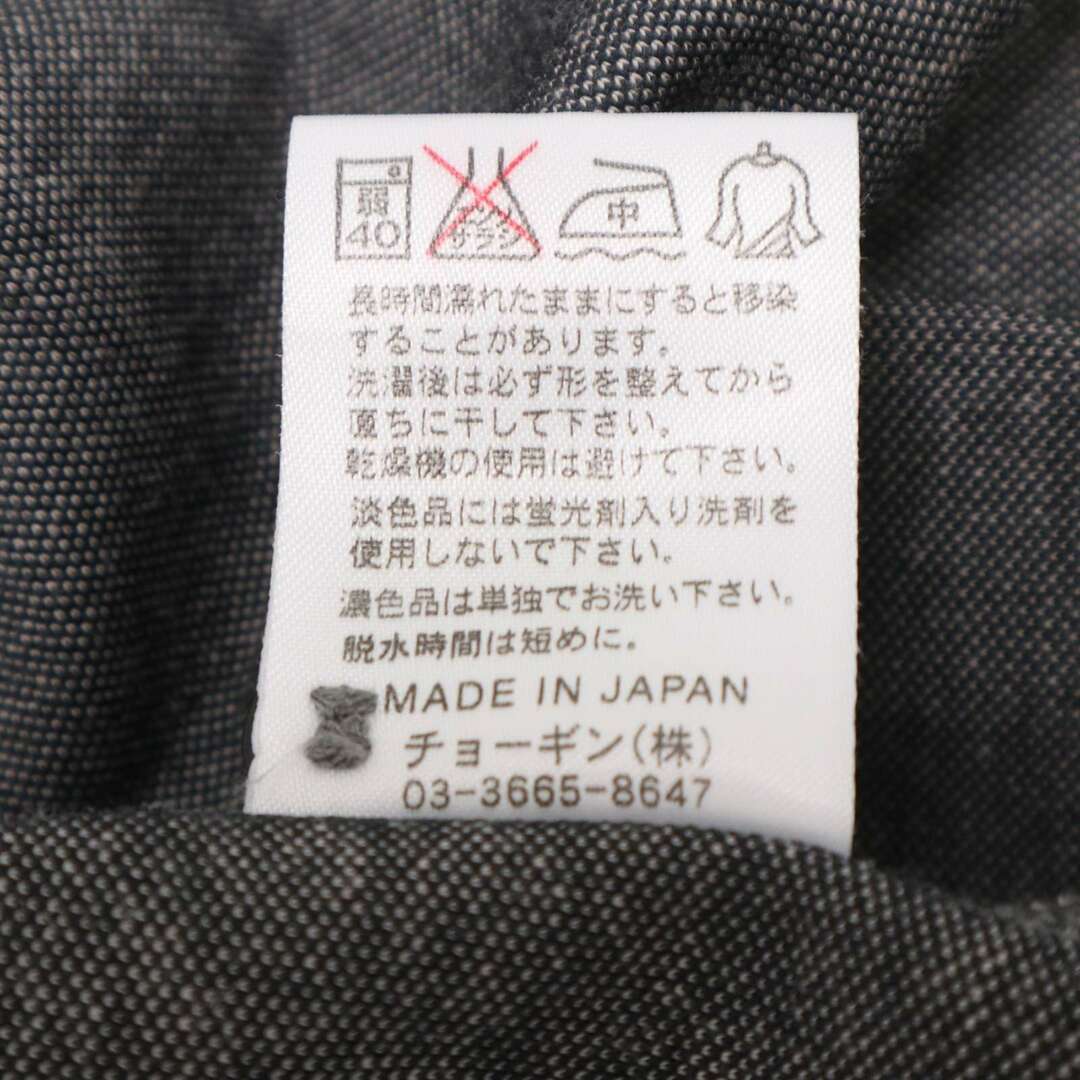 弱
40
エンソ
サラシ
中
長時間濡れたままにすると移染
することがあります。
洗濯後は必ず形を整えてから
直ちに干して下さい。
乾燥機の使用は避けて下さい。
淡色品には蛍光剤入り洗剤を
使用しないで下さい。
濃色品は単独でお洗い下さい。
脱水時間は短めに。
MADE IN JAPAN
チョーギン(株)
03-3665-8647